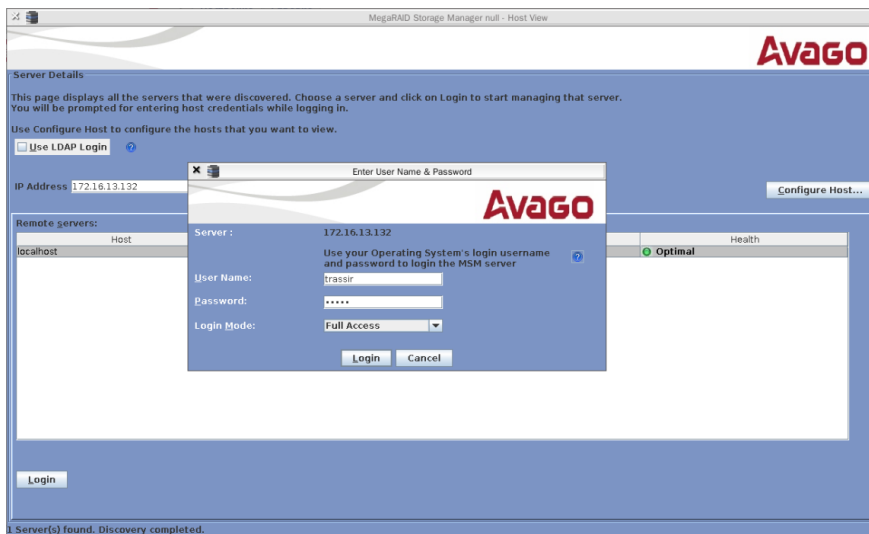 MegaRAID Storage Manager null - Host View
Avago
Server Details
This page displays all the servers that were discovered. Choose a server and click on Login to start managing that server.
You will be prompted for entering host credentials while logging in.
Use Configure Host to configure the hosts that you want to view.
Use LDAP Login
IP Address 172.16.13.132
Configure Host...
Remote servers:
Host Health
localhost Optimal
Enter User Name & Password
Avago
Server : 172.16.13.132
Use your Operating System's login username
and password to login the MSM server
User Name: trassir
Password: •••••
Login Mode: Full Access
Login Cancel
Login
1 Server(s) found. Discovery completed.